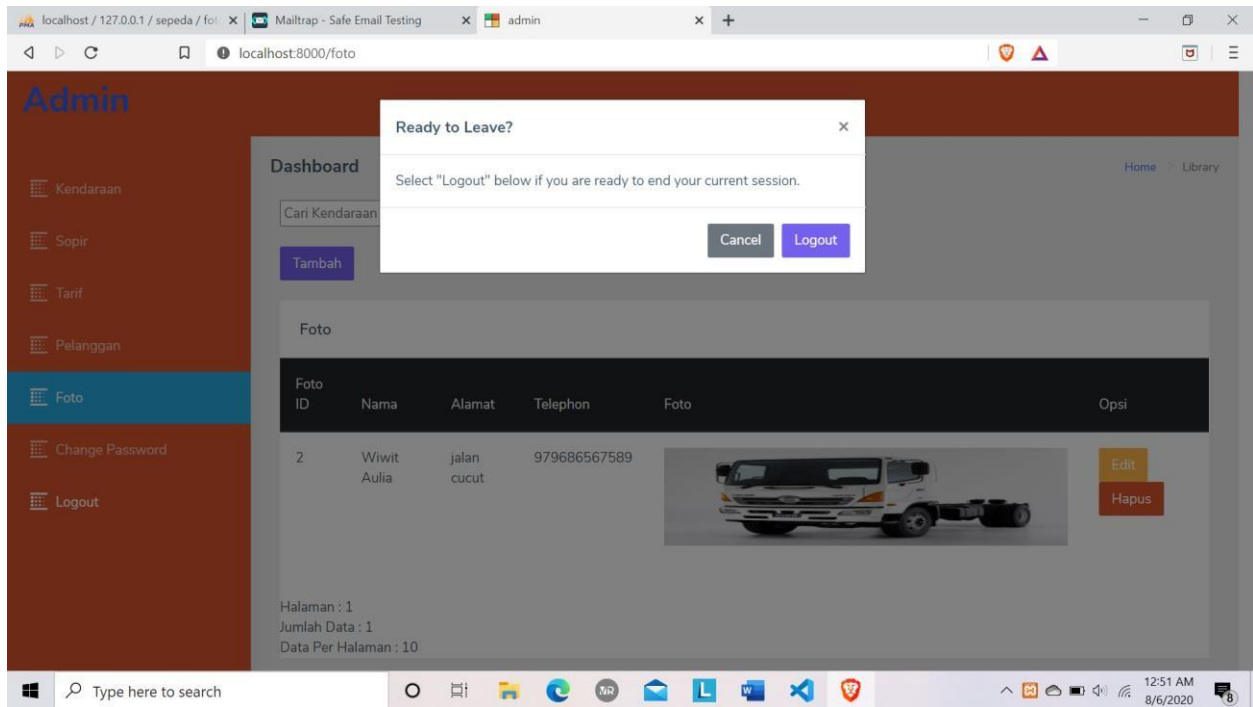 localhost / 127.0.0.1 / sepeda / fot
Mailtrap - Safe Email Testing
admin
localhost:8000/foto
Admin
Ready to Leave?
Select "Logout" below if you are ready to end your current session.
Cancel
Logout
Dashboard
Home > Library
Cari Kendaraan
Tambah
Kendaraan
Sopir
Tarif
Pelanggan
Foto
Change Password
Logout
Foto
Foto ID
Nama
Alamat
Telephon
Foto
Opsi
2
Wiwit
Aulia
jalan
cucut
979686567589
Edit
Hapus
Halaman : 1
Jumlah Data : 1
Data Per Halaman : 10
Type here to search
12:51 AM
8/6/2020
8